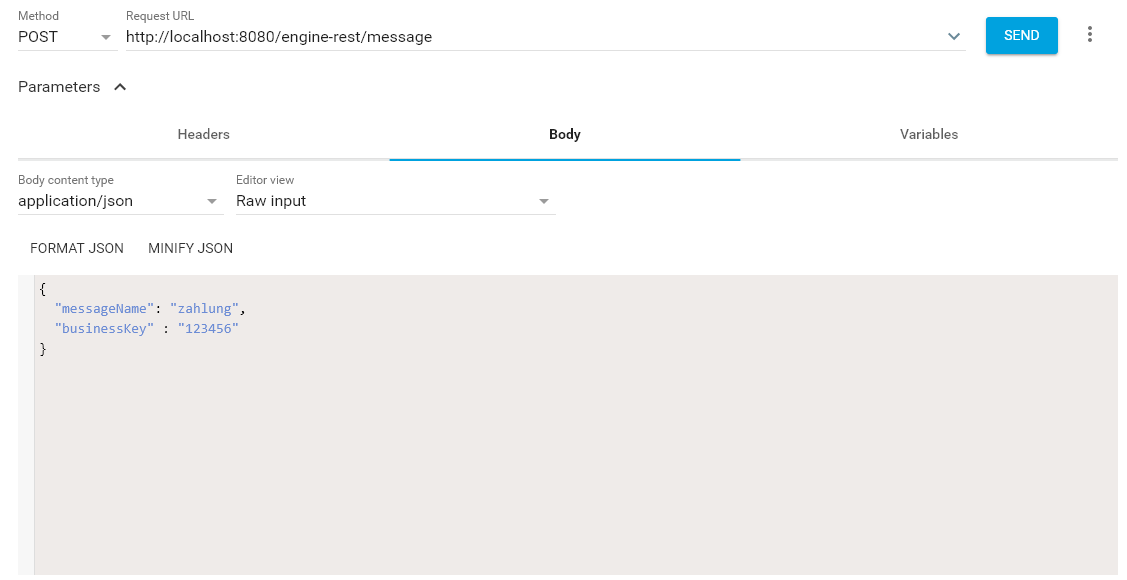 Method
Request URL
POST
http://localhost:8080/engine-rest/message
SEND
Parameters
Headers
Body
Variables
Body content type
Editor view
application/json
Raw input
FORMAT JSON
MINIFY JSON
{
"messageName": "zahlung",
"businessKey" : "123456"
}